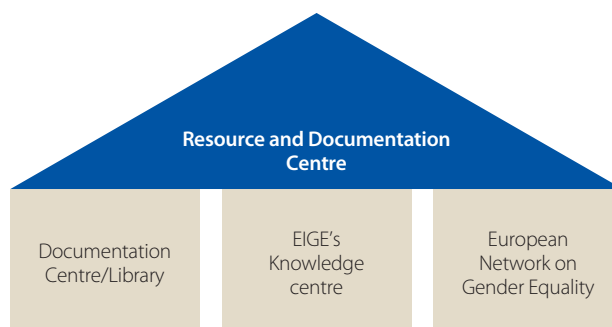 Resource and Documentation
Centre
Documentation
Centre/Library
EIGE's
Knowledge
centre
European
Network on
Gender Equality